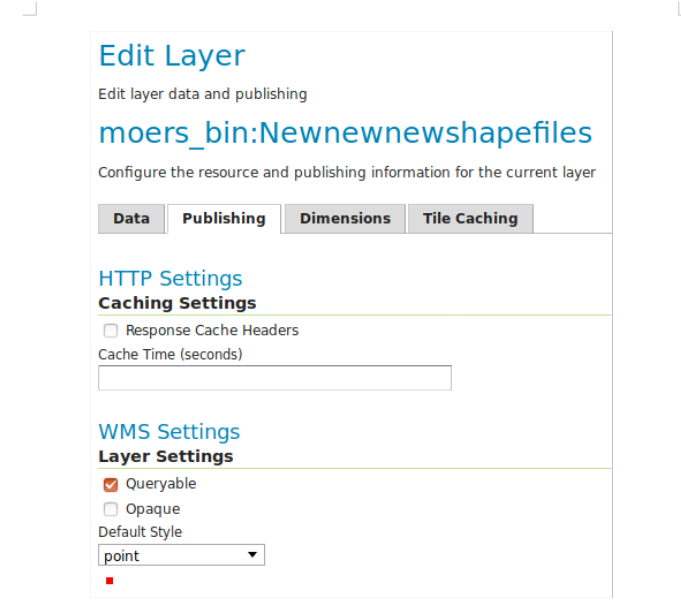 Edit Layer
Edit layer data and publishing
moers_bin:Newnewnewshapefiles
Configure the resource and publishing information for the current layer
Data Publishing Dimensions Tile Caching
HTTP Settings
Caching Settings
Response Cache Headers
Cache Time (seconds)
WMS Settings
Layer Settings
Queryable
Opaque
Default Style
point